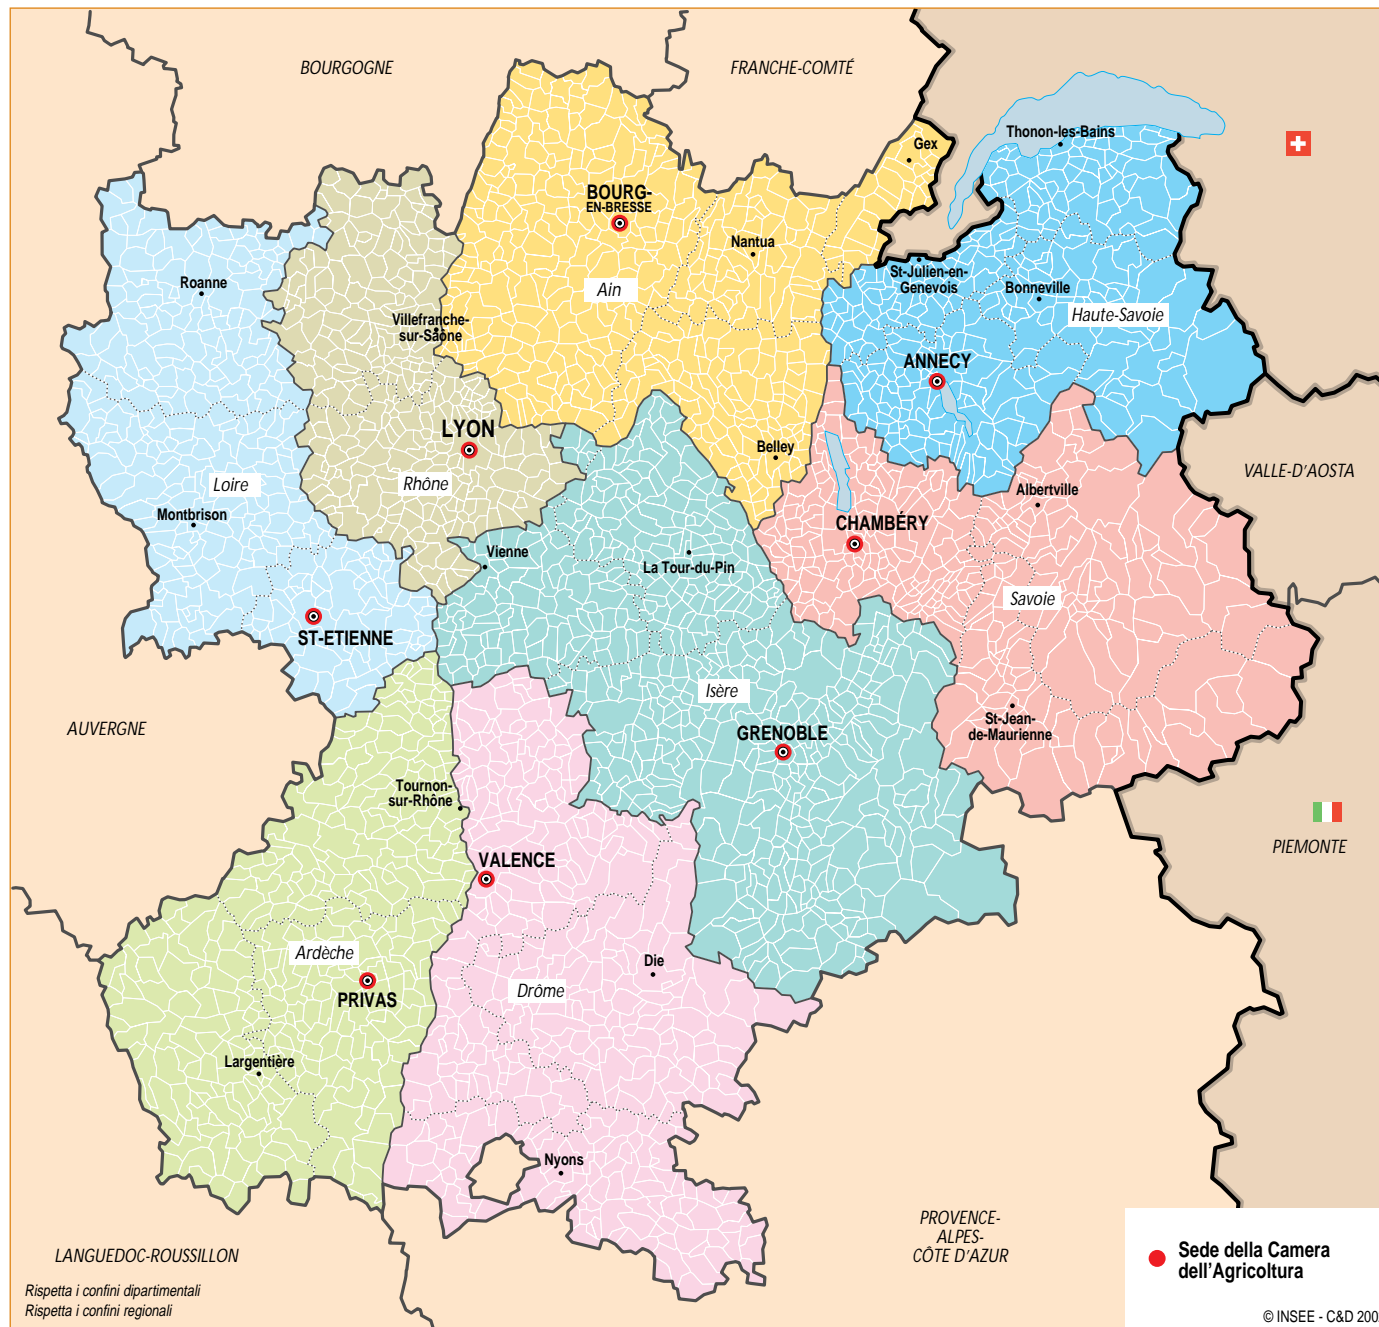 BOURGOGNE
FRANCHE-COMTÉ
Thonon-les-Bains
Gex
BOURG-
EN-BRESSE
Nantua
Roanne
Ain
St-Julien-en-
Genevois
Bonneville
Haute-Savoie
Villefranche-
sur-Saône
ANNECY
LYON
Belley
VALLE-D'AOSTA
Loire
Rhône
Albertville
Montbrison
CHAMBÉRY
Vienne
La Tour-du-Pin
Savoie
ST-ETIENNE
Isère
AUVERGNE
GRENOBLE
St-Jean-
de-Maurienne
Tournon-
sur-Rhône
PIEMONTE
VALENCE
Ardèche
Die
Drôme
PRIVAS
Largentière
Nyons
PROVENCE-
ALPES-
CÔTE D'AZUR
LANGUEDOC-ROUSSILLON
Rispetta i confini dipartimentali
Rispetta i confini regionali
Sede della Camera
dell'Agricoltura
© INSEE - C&D 200